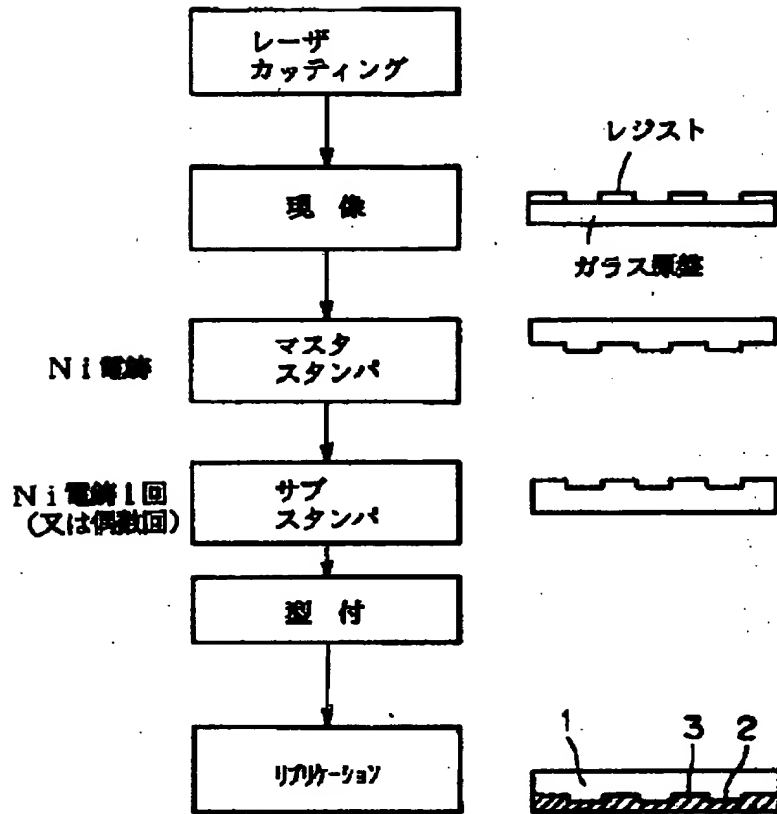 レーザ
カッティング
レジスト
現像
ガラス原盤
マスタ
スタンパ
Ni電鋳
サブ
スタンパ
Ni電鋳1回
(又は偶数回)
型付
1
3
2
リプリケーション